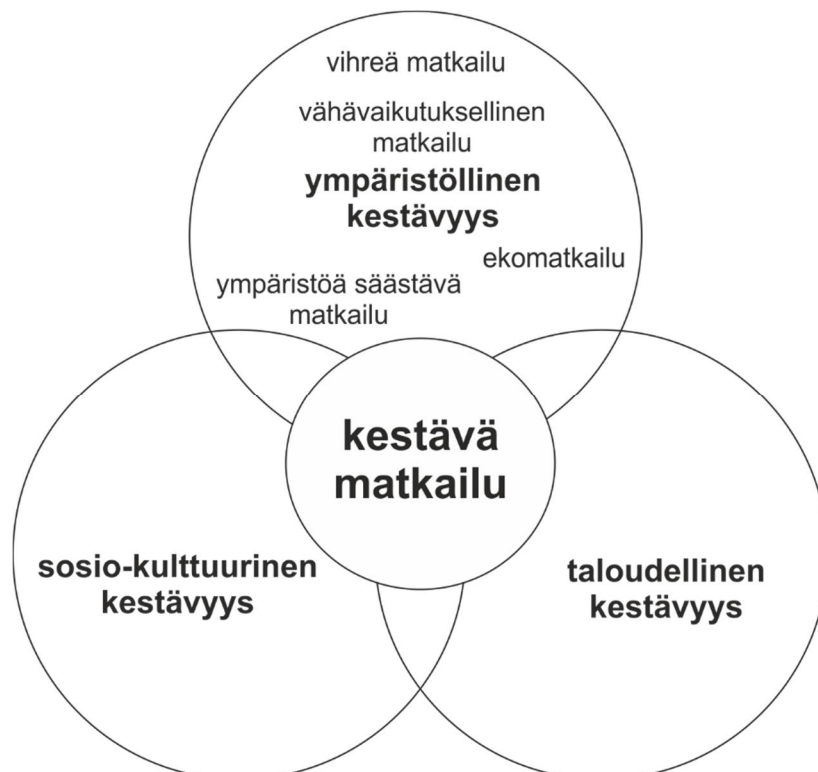 vihreä matkailu
vähävaikutuksellinen
matkailu
ympäristöllinen
kestävyys
ekomatkailu
ympäristöä säästävä
matkailu
kestävä
matkailu
sosio-kulttuurinen
kestävyys
taloudellinen
kestävyys